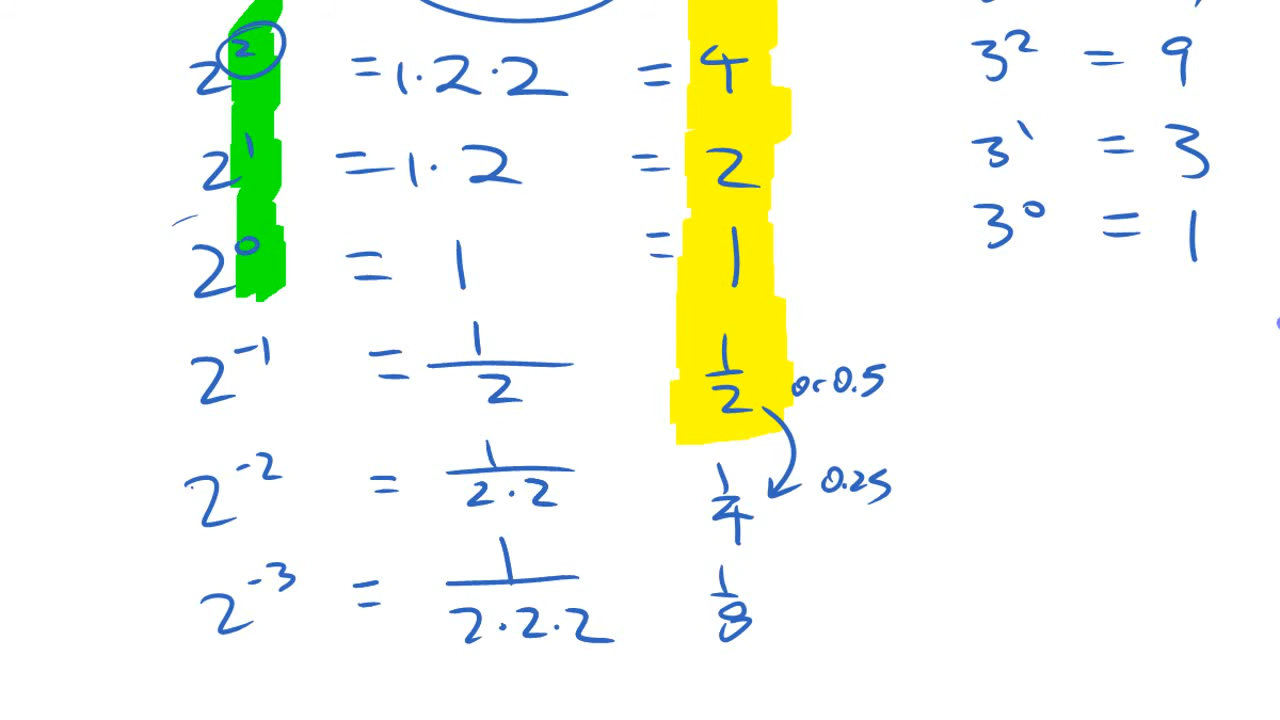 2² = 1·2·2 = 4
2¹ = 1·2 = 2
2⁰ = 1 = 1
2⁻¹ = 1/2 1/2 or 0.5
2⁻² = 1/2·2 1/4 0.25
2⁻³ = 1/2·2·2 1/8
3² = 9
3¹ = 3
3⁰ = 1